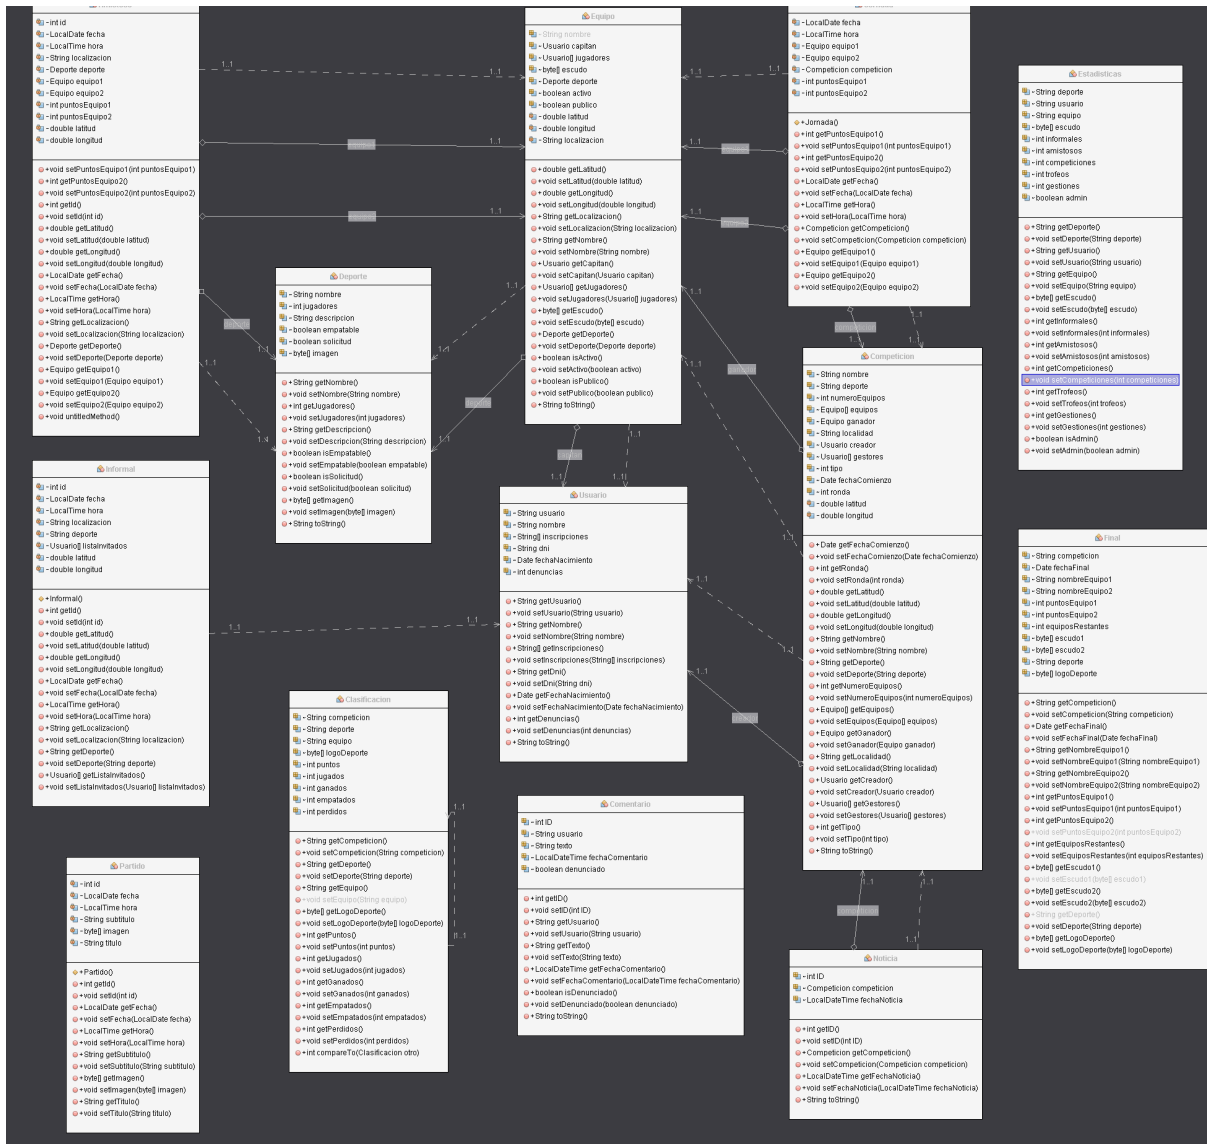 - int id
- LocalDate fecha
- LocalTime hora
- String localizacion
- Deporte deporte
- Equipo equipo1
- Equipo equipo2
- int puntosEquipo1
- int puntosEquipo2
- double latitud
- double longitud
+ void setPuntosEquipo1(int puntosEquipo1)
+ int getPuntosEquipo2()
+ void setPuntosEquipo2(int puntosEquipo2)
+ int getId()
+ void setId(int id)
+ double getLatitud()
+ void setLatitud(double latitud)
+ double getLongitud()
+ void setLongitud(double longitud)
+ LocalDate getFecha()
+ void setFecha(LocalDate fecha)
+ LocalTime getHora()
+ void setHora(LocalTime hora)
+ String getLocalizacion()
+ void setLocalizacion(String localizacion)
+ Deporte getDeporte()
+ void setDeporte(Deporte deporte)
+ Equipo getEquipo1()
+ void setEquipo1(Equipo equipo1)
+ Equipo getEquipo2()
+ void setEquipo2(Equipo equipo2)
+ void untitledMethod()
Equipo
- String nombre
- Usuario capitan
- Usuario[] jugadores
- byte[] escudo
- Deporte deporte
- boolean activo
- boolean publico
- double latitud
- double longitud
- String localizacion
+ double getLatitud()
+ void setLatitud(double latitud)
+ double getLongitud()
+ void setLongitud(double longitud)
+ String getLocalizacion()
+ void setLocalizacion(String localizacion)
+ String getNombre()
+ void setNombre(String nombre)
+ Usuario getCapitan()
+ void setCapitan(Usuario capitan)
+ Usuario[] getJugadores()
+ void setJugadores(Usuario[] jugadores)
+ byte[] getEscudo()
+ void setEscudo(byte[] escudo)
+ Deporte getDeporte()
+ void setDeporte(Deporte deporte)
+ boolean isActivo()
+ void setActivo(boolean activo)
+ boolean isPublico()
+ void setPublico(boolean publico)
+ String toString()
- LocalDate fecha
- LocalTime hora
- Equipo equipo1
- Equipo equipo2
- Competicion competicion
- int puntosEquipo1
- int puntosEquipo2
+ Jornada()
+ int getPuntosEquipo1()
+ void setPuntosEquipo1(int puntosEquipo1)
+ int getPuntosEquipo2()
+ void setPuntosEquipo2(int puntosEquipo2)
+ LocalDate getFecha()
+ void setFecha(LocalDate fecha)
+ LocalTime getHora()
+ void setHora(LocalTime hora)
+ Competicion getCompeticion()
+ void setCompeticion(Competicion competicion)
+ Equipo getEquipo1()
+ void setEquipo1(Equipo equipo1)
+ Equipo getEquipo2()
+ void setEquipo2(Equipo equipo2)
Estadisticas
- String deporte
- String usuario
- String equipo
- byte[] escudo
- int informales
- int amistosos
- int competiciones
- int trofeos
- int gestiones
- boolean admin
+ String getDeporte()
+ void setDeporte(String deporte)
+ String getUsuario()
+ void setUsuario(String usuario)
+ String getEquipo()
+ void setEquipo(String equipo)
+ byte[] getEscudo()
+ void setEscudo(byte[] escudo)
+ int getInformales()
+ void setInformales(int informales)
+ int getAmistosos()
+ void setAmistosos(int amistosos)
+ int getCompeticiones()
+ void setCompeticiones(int competiciones)
+ int getTrofeos()
+ void setTrofeos(int trofeos)
+ int getGestiones()
+ void setGestiones(int gestiones)
+ boolean isAdmin()
+ void setAdmin(boolean admin)
Deporte
- String nombre
- int jugadores
- String descripcion
- boolean empatable
- boolean solicitud
- byte[] imagen
+ String getNombre()
+ void setNombre(String nombre)
+ int getJugadores()
+ void setJugadores(int jugadores)
+ String getDescripcion()
+ void setDescripcion(String descripcion)
+ boolean isEmpatable()
+ void setEmpatable(boolean empatable)
+ boolean isSolicitud()
+ void setSolicitud(boolean solicitud)
+ byte[] getImagen()
+ void setImagen(byte[] imagen)
+ String toString()
Competicion
- String nombre
- String deporte
- int numeroEquipos
- Equipo[] equipos
- Equipo ganador
- String localidad
- Usuario creador
- Usuario[] gestores
- int tipo
- Date fechaComienzo
- int ronda
- double latitud
- double longitud
+ Date getFechaComienzo()
+ void setFechaComienzo(Date fechaComienzo)
+ int getRonda()
+ void setRonda(int ronda)
+ double getLatitud()
+ void setLatitud(double latitud)
+ double getLongitud()
+ void setLongitud(double longitud)
+ String getNombre()
+ void setNombre(String nombre)
+ String getDeporte()
+ void setDeporte(String deporte)
+ int getNumeroEquipos()
+ void setNumeroEquipos(int numeroEquipos)
+ Equipo[] getEquipos()
+ void setEquipos(Equipo[] equipos)
+ Equipo getGanador()
+ void setGanador(Equipo ganador)
+ String getLocalidad()
+ void setLocalidad(String localidad)
+ Usuario getCreador()
+ void setCreador(Usuario creador)
+ Usuario[] getGestores()
+ void setGestores(Usuario[] gestores)
+ int getTipo()
+ void setTipo(int tipo)
+ String toString()
Informal
- int id
- LocalDate fecha
- LocalTime hora
- String localizacion
- String deporte
- Usuario[] listaInvitados
- double latitud
- double longitud
+ Informal()
+ int getId()
+ void setId(int id)
+ double getLatitud()
+ void setLatitud(double latitud)
+ double getLongitud()
+ void setLongitud(double longitud)
+ LocalDate getFecha()
+ void setFecha(LocalDate fecha)
+ LocalTime getHora()
+ void setHora(LocalTime hora)
+ String getLocalizacion()
+ void setLocalizacion(String localizacion)
+ String getDeporte()
+ void setDeporte(String deporte)
+ Usuario[] getListaInvitados()
+ void setListaInvitados(Usuario[] listaInvitados)
Usuario
- String usuario
- String nombre
- String[] inscripciones
- String dni
- Date fechaNacimiento
- int denuncias
+ String getUsuario()
+ void setUsuario(String usuario)
+ String getNombre()
+ void setNombre(String nombre)
+ String[] getInscripciones()
+ void setInscripciones(String[] inscripciones)
+ String getDni()
+ void setDni(String dni)
+ Date getFechaNacimiento()
+ void setFechaNacimiento(Date fechaNacimiento)
+ int getDenuncias()
+ void setDenuncias(int denuncias)
+ String toString()
Final
- String competicion
- Date fechaFinal
- String nombreEquipo1
- String nombreEquipo2
- int puntosEquipo1
- int puntosEquipo2
- int equiposRestantes
- byte[] escudo1
- byte[] escudo2
- String deporte
- byte[] logoDeporte
+ String getCompeticion()
+ void setCompeticion(String competicion)
+ Date getFechaFinal()
+ void setFechaFinal(Date fechaFinal)
+ String getNombreEquipo1()
+ void setNombreEquipo1(String nombreEquipo1)
+ String getNombreEquipo2()
+ void setNombreEquipo2(String nombreEquipo2)
+ int getPuntosEquipo1()
+ void setPuntosEquipo1(int puntosEquipo1)
+ int getPuntosEquipo2()
+ void setPuntosEquipo2(int puntosEquipo2)
+ int getEquiposRestantes()
+ void setEquiposRestantes(int equiposRestantes)
+ byte[] getEscudo1()
+ void setEscudo1(byte[] escudo1)
+ byte[] getEscudo2()
+ void setEscudo2(byte[] escudo2)
+ String getDeporte()
+ void setDeporte(String deporte)
+ byte[] getLogoDeporte()
+ void setLogoDeporte(byte[] logoDeporte)
Clasificacion
- String competicion
- String deporte
- String equipo
- byte[] logoDeporte
- int puntos
- int jugados
- int ganados
- int empatados
- int perdidos
+ String getCompeticion()
+ void setCompeticion(String competicion)
+ String getDeporte()
+ void setDeporte(String deporte)
+ String getEquipo()
+ void setEquipo(String equipo)
+ byte[] getLogoDeporte()
+ void setLogoDeporte(byte[] logoDeporte)
+ int getPuntos()
+ void setPuntos(int puntos)
+ int getJugados()
+ void setJugados(int jugados)
+ int getGanados()
+ void setGanados(int ganados)
+ int getEmpatados()
+ void setEmpatados(int empatados)
+ int getPerdidos()
+ void setPerdidos(int perdidos)
+ int compareTo(Clasificacion otro)
Comentario
- int ID
- String usuario
- String texto
- LocalDateTime fechaComentario
- boolean denunciado
+ int getID()
+ void setID(int ID)
+ String getUsuario()
+ void setUsuario(String usuario)
+ String getTexto()
+ void setTexto(String texto)
+ LocalDateTime getFechaComentario()
+ void setFechaComentario(LocalDateTime fechaComentario)
+ boolean isDenunciado()
+ void setDenunciado(boolean denunciado)
+ String toString()
Partido
- int id
- LocalDate fecha
- LocalTime hora
- String subtitulo
- byte[] imagen
- String titulo
+ Partido()
+ int getId()
+ void setId(int id)
+ LocalDate getFecha()
+ void setFecha(LocalDate fecha)
+ LocalTime getHora()
+ void setHora(LocalTime hora)
+ String getSubtitulo()
+ void setSubtitulo(String subtitulo)
+ byte[] getImagen()
+ void setImagen(byte[] imagen)
+ String getTitulo()
+ void setTitulo(String titulo)
Noticia
- int ID
- Competicion competicion
- LocalDateTime fechaNoticia
+ int getID()
+ void setID(int ID)
+ Competicion getCompeticion()
+ void setCompeticion(Competicion competicion)
+ LocalDateTime getFechaNoticia()
+ void setFechaNoticia(LocalDateTime fechaNoticia)
+ String toString()